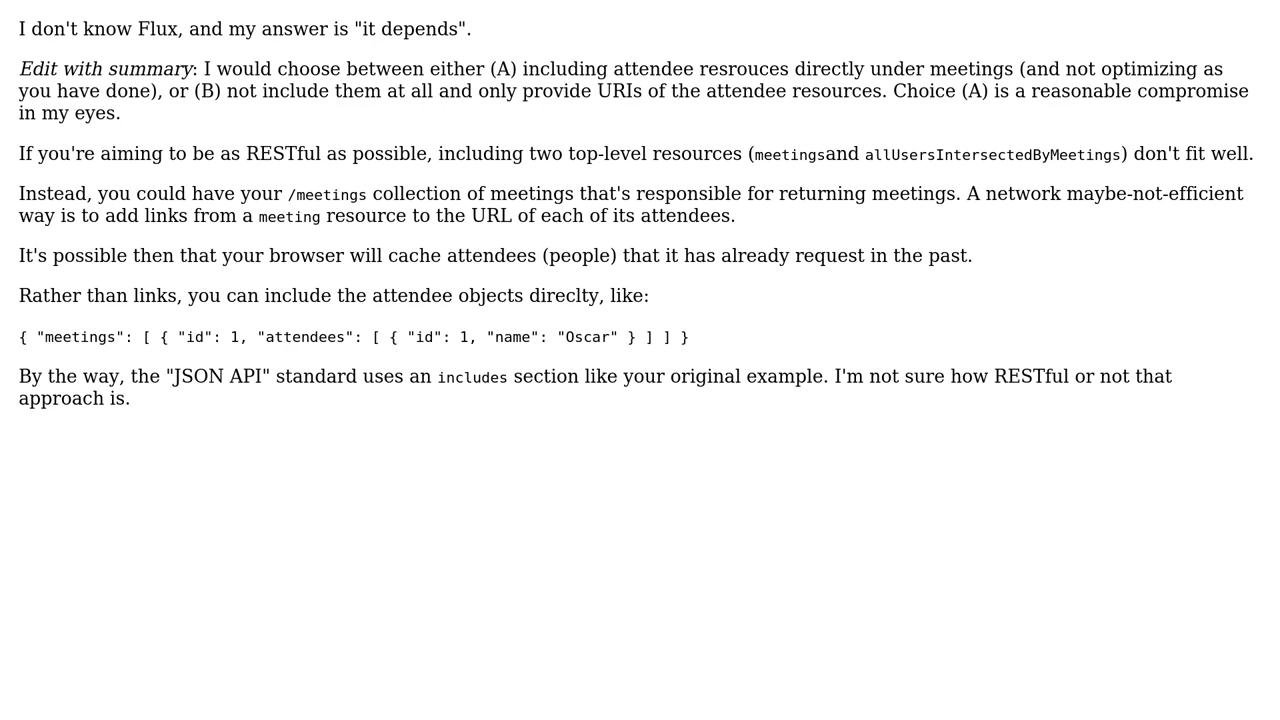 I don't know Flux, and my answer is "it depends".
Edit with summary: I would choose between either (A) including attendee resrouces directly under meetings (and not optimizing as
you have done), or (B) not include them at all and only provide URIs of the attendee resources. Choice (A) is a reasonable compromise
in my eyes.
If you're aiming to be as RESTful as possible, including two top-level resources (meetingsand allUsersIntersectedByMeetings) don't fit well.
Instead, you could have your /meetings collection of meetings that's responsible for returning meetings. A network maybe-not-efficient
way is to add links from a meeting resource to the URL of each of its attendees.
It's possible then that your browser will cache attendees (people) that it has already request in the past.
Rather than links, you can include the attendee objects direclty, like:
{ "meetings": [ { "id": 1, "attendees": [ { "id": 1, "name": "Oscar" } ] ] }
By the way, the "JSON API" standard uses an includes section like your original example. I'm not sure how RESTful or not that
approach is.